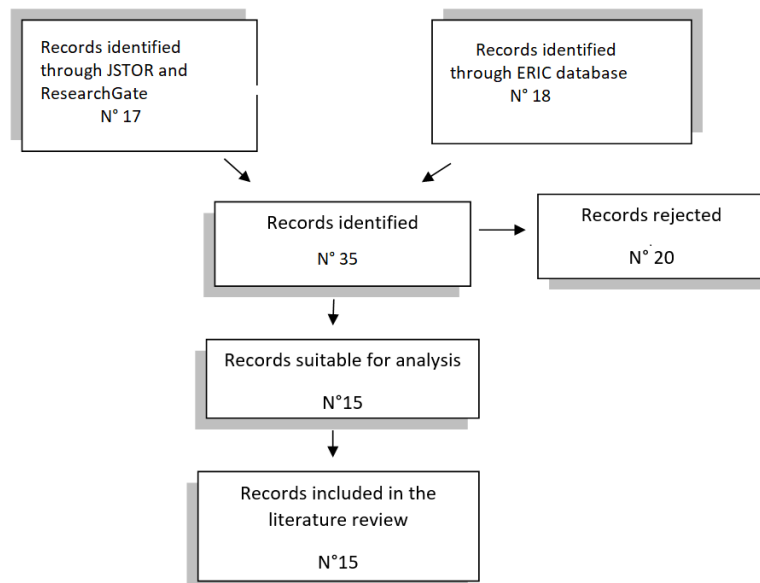 Records identified
through JSTOR and
ResearchGate
N° 17
Records identified
through ERIC database
N° 18
Records identified
N° 35
Records rejected
N° 20
Records suitable for analysis
N°15
Records included in the
literature review
N°15